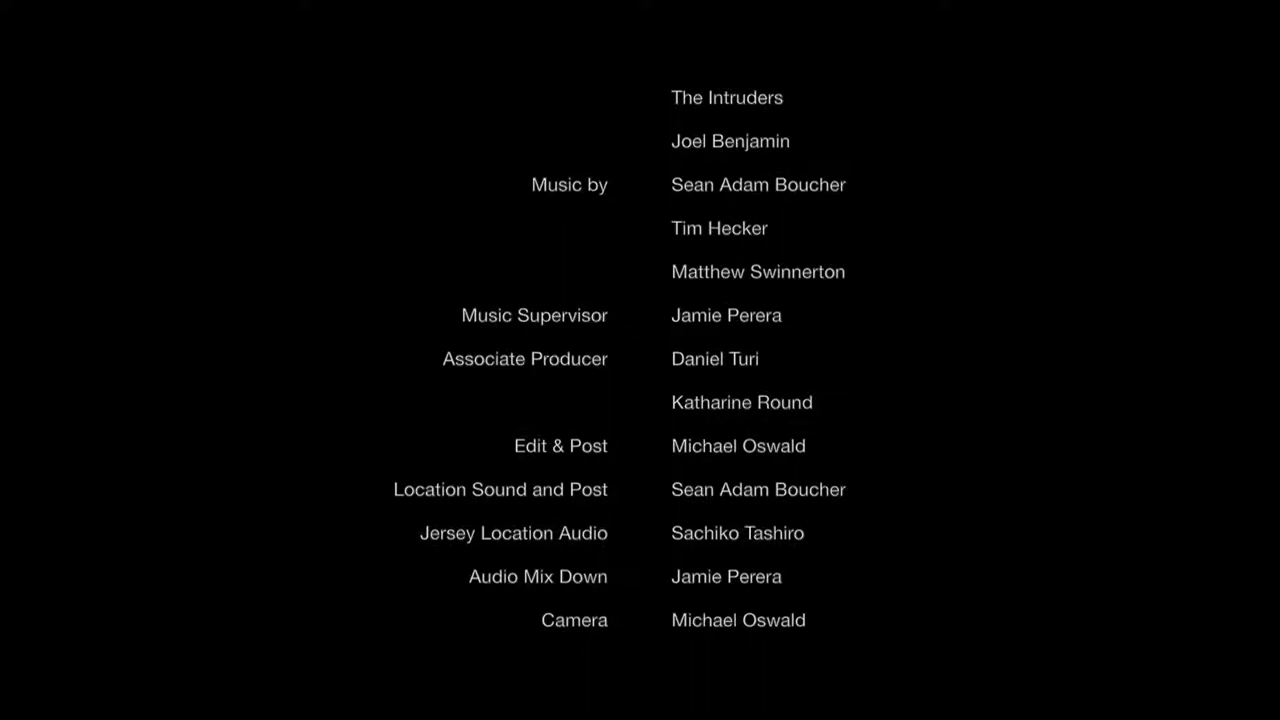 The Intruders
Joel Benjamin
Music by Sean Adam Boucher
Tim Hecker
Matthew Swinnerton
Music Supervisor Jamie Perera
Associate Producer Daniel Turi
Katharine Round
Edit & Post Michael Oswald
Location Sound and Post Sean Adam Boucher
Jersey Location Audio Sachiko Tashiro
Audio Mix Down Jamie Perera
Camera Michael Oswald